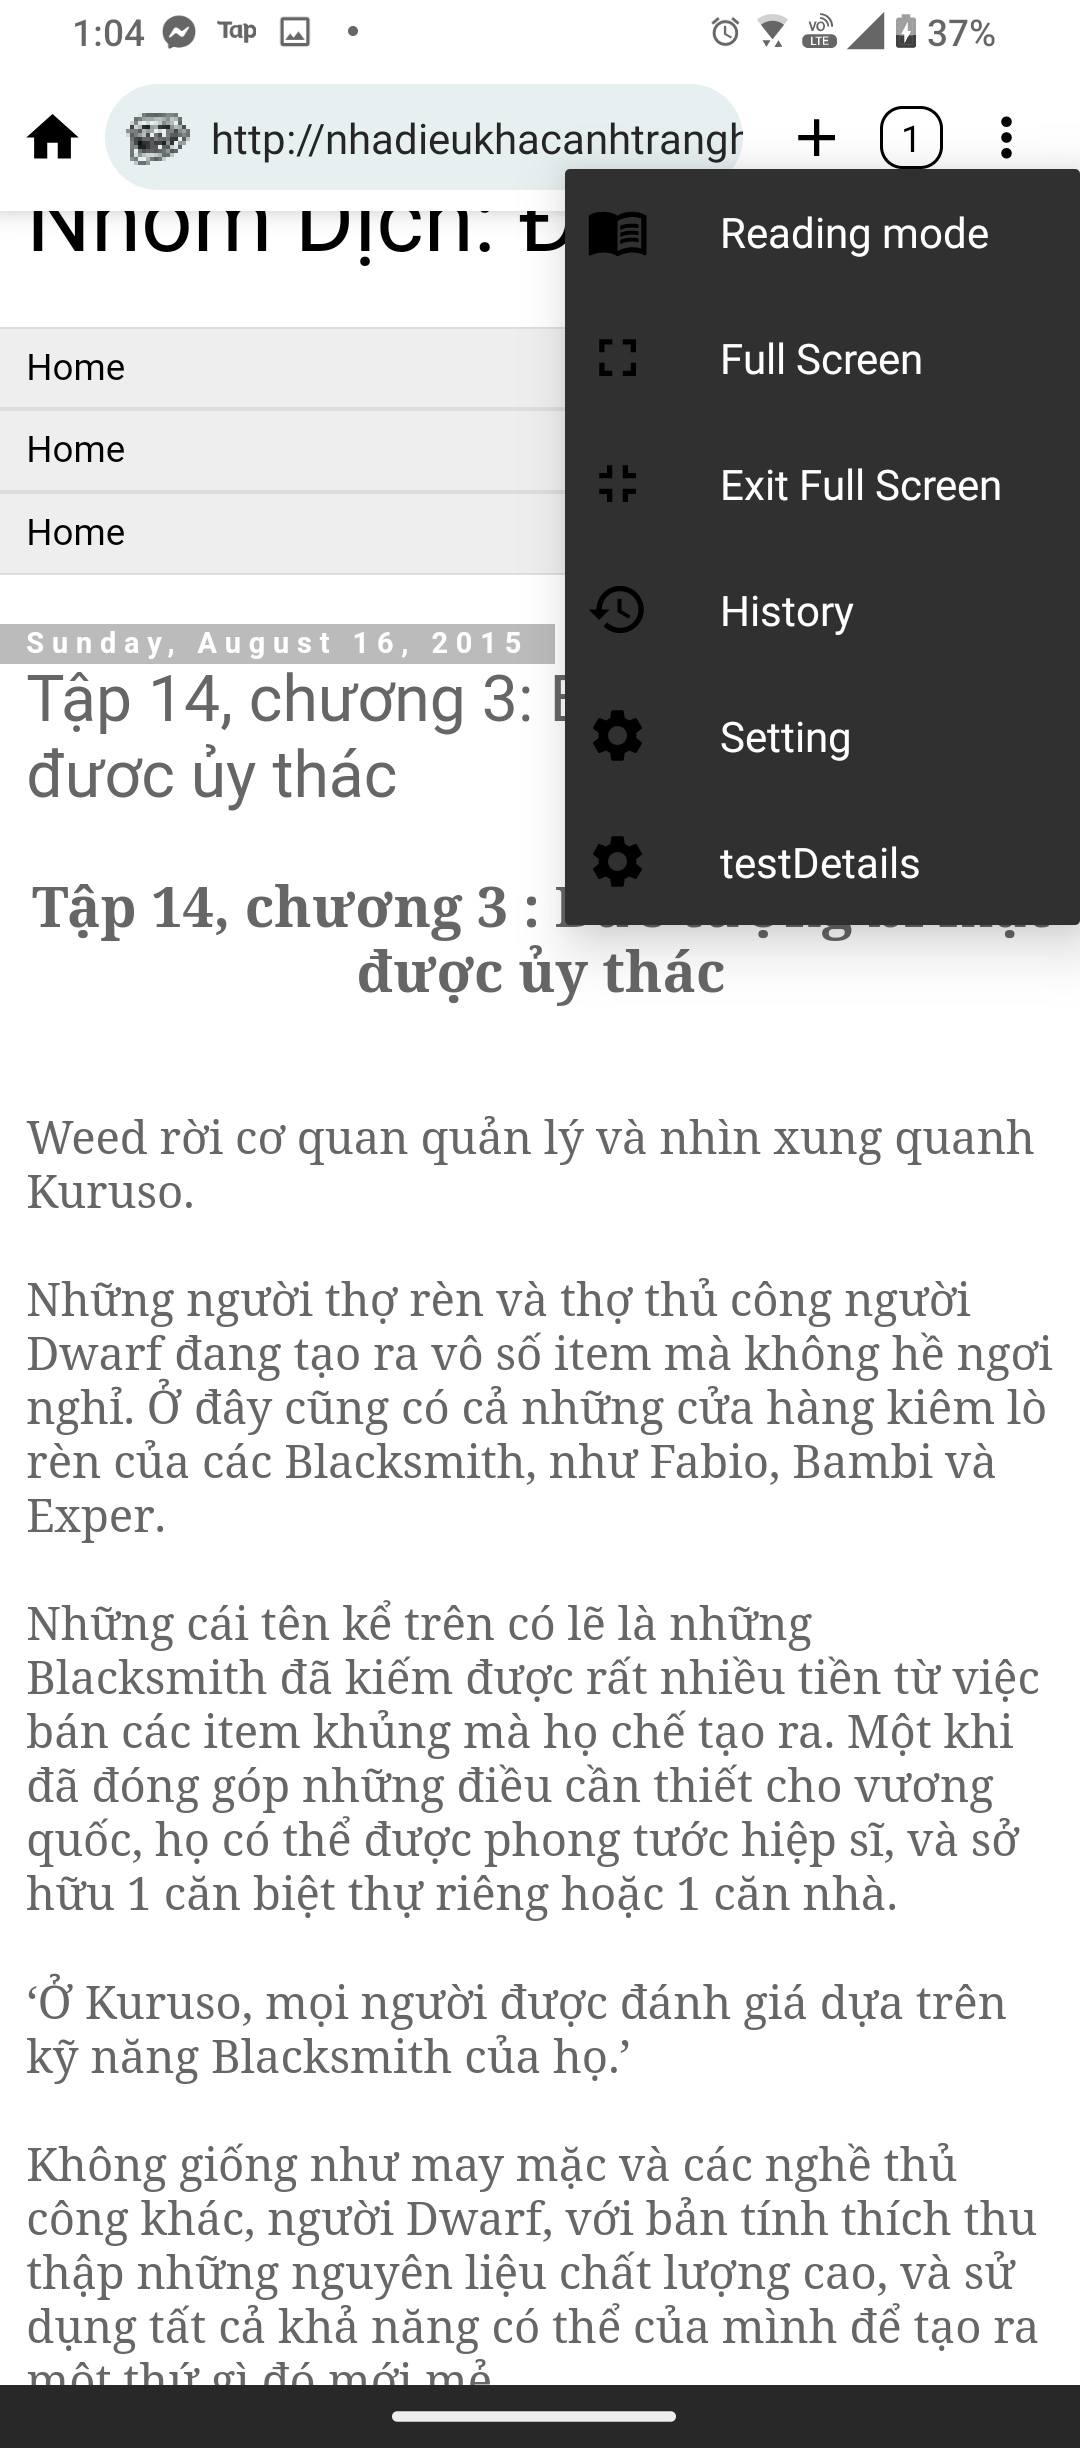 1:04 Tap VO LTE 37%
http://nhadieukhacanhtrangh 1
Nhóm Dịch:
Reading mode
Full Screen
Exit Full Screen
History
Setting
testDetails
Home
Home
Home
Sunday, August 16, 2015
Tập 14, chương 3:
đươc ủy thác
Tập 14, chương 3 :
được ủy thác
Weed rời cơ quan quản lý và nhìn xung quanh
Kuruso.
Những người thợ rèn và thợ thủ công người
Dwarf đang tạo ra vô số item mà không hề ngơi
nghỉ. Ở đây cũng có cả những cửa hàng kiêm lò
rèn của các Blacksmith, như Fabio, Bambi và
Exper.
Những cái tên kể trên có lẽ là những
Blacksmith đã kiếm được rất nhiều tiền từ việc
bán các item khủng mà họ chế tạo ra. Một khi
đã đóng góp những điều cần thiết cho vương
quốc, họ có thể được phong tước hiệp sĩ, và sở
hữu 1 căn biệt thự riêng hoặc 1 căn nhà.
‘Ở Kuruso, mọi người được đánh giá dựa trên
kỹ năng Blacksmith của họ.’
Không giống như may mặc và các nghề thủ
công khác, người Dwarf, với bản tính thích thu
thập những nguyên liệu chất lượng cao, và sử
dụng tất cả khả năng có thể của mình để tạo ra
một thứ gì đó mới mẻ